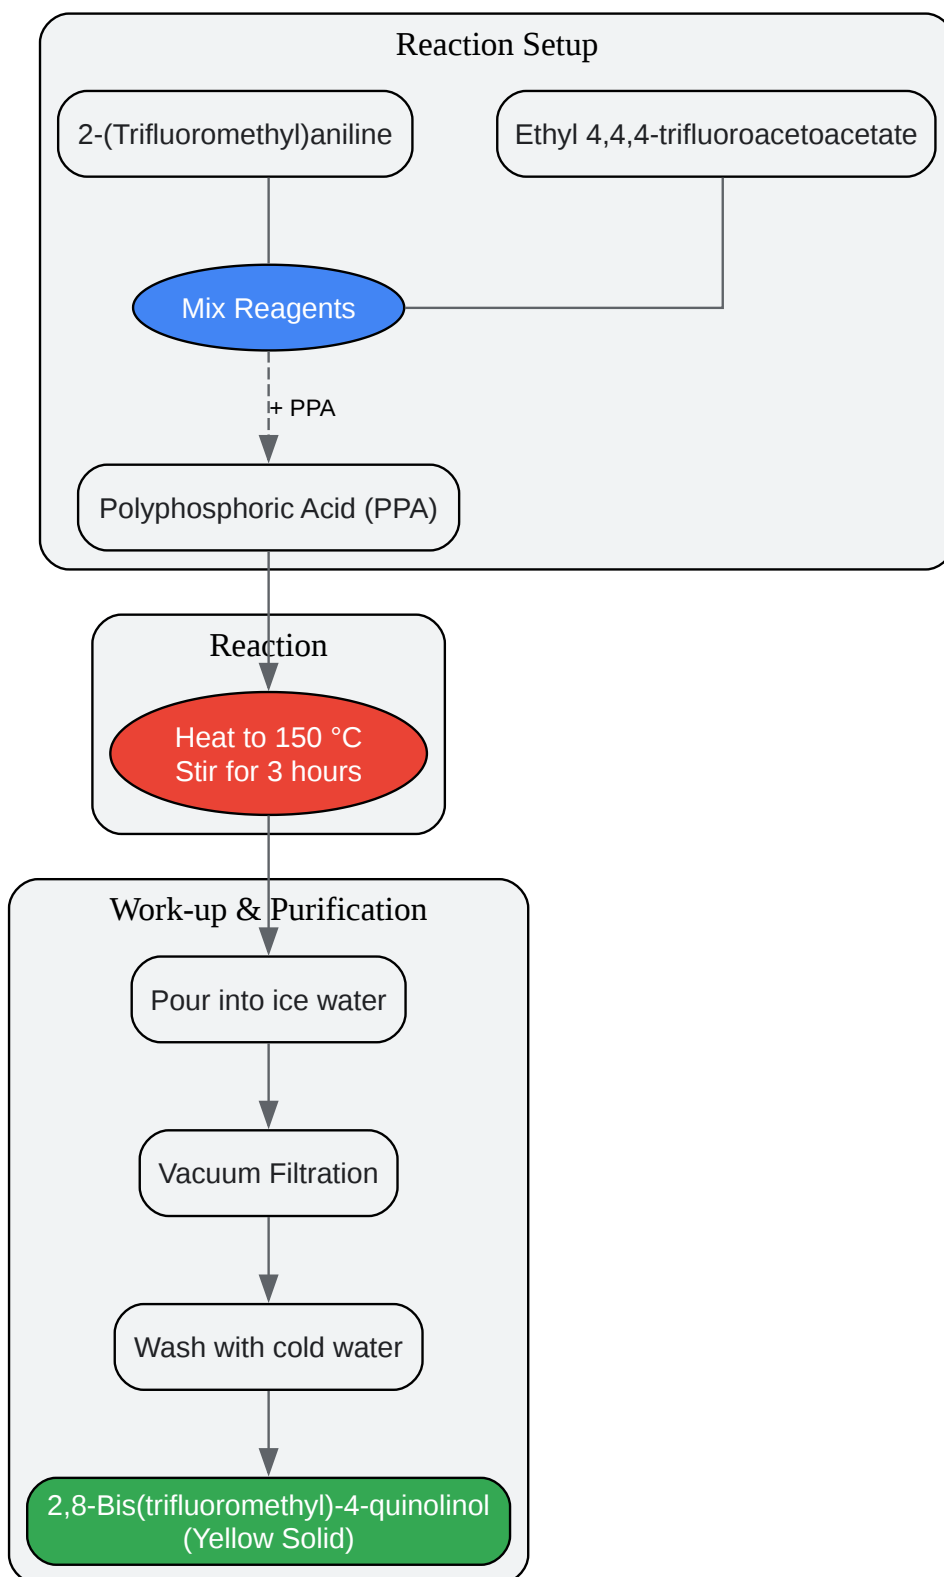 Reaction Setup
2-(Trifluoromethyl)aniline
Ethyl 4,4,4-trifluoroacetoacetate
Mix Reagents
+ PPA
Polyphosphoric Acid (PPA)
Reaction
Heat to 150 °C
Stir for 3 hours
Work-up & Purification
Pour into ice water
Vacuum Filtration
Wash with cold water
2,8-Bis(trifluoromethyl)-4-quinolinol
(Yellow Solid)